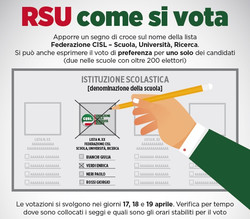 RSU come si vota
Apporre un segno di croce sul nome della lista
Federazione CISL – Scuola, Università, Ricerca.
Si può anche esprimere il voto di preferenza per uno solo dei candidati
(due nelle scuole con oltre 200 elettori)
ISTITUZIONE SCOLASTICA
[denominazione della scuola]
CISL
LISTA N. XX
FEDERAZIONE CISL
SCUOLA, UNIVERSITÀ, RICERCA
BIANCHI GIULIA
VERDI ENRICA
NERI PAOLO
ROSSI GIORGIO
Le votazioni si svolgono nei giorni 17, 18 e 19 aprile. Verifica per tempo
dove sono collocati i seggi e quali sono gli orari stabiliti per il voto